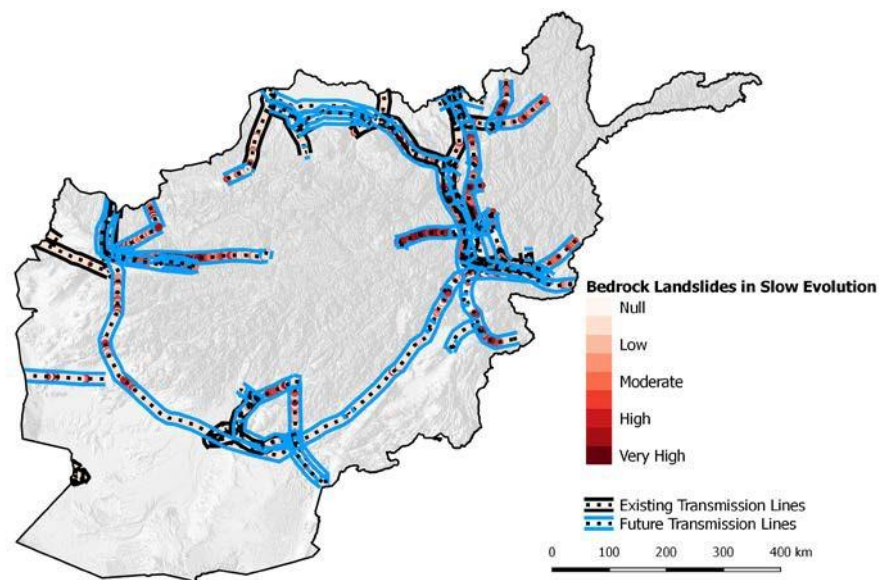 Bedrock Landslides in Slow Evolution
Null
Low
Moderate
High
Very High
Existing Transmission Lines
Future Transmission Lines
0 100 200 300 400 km